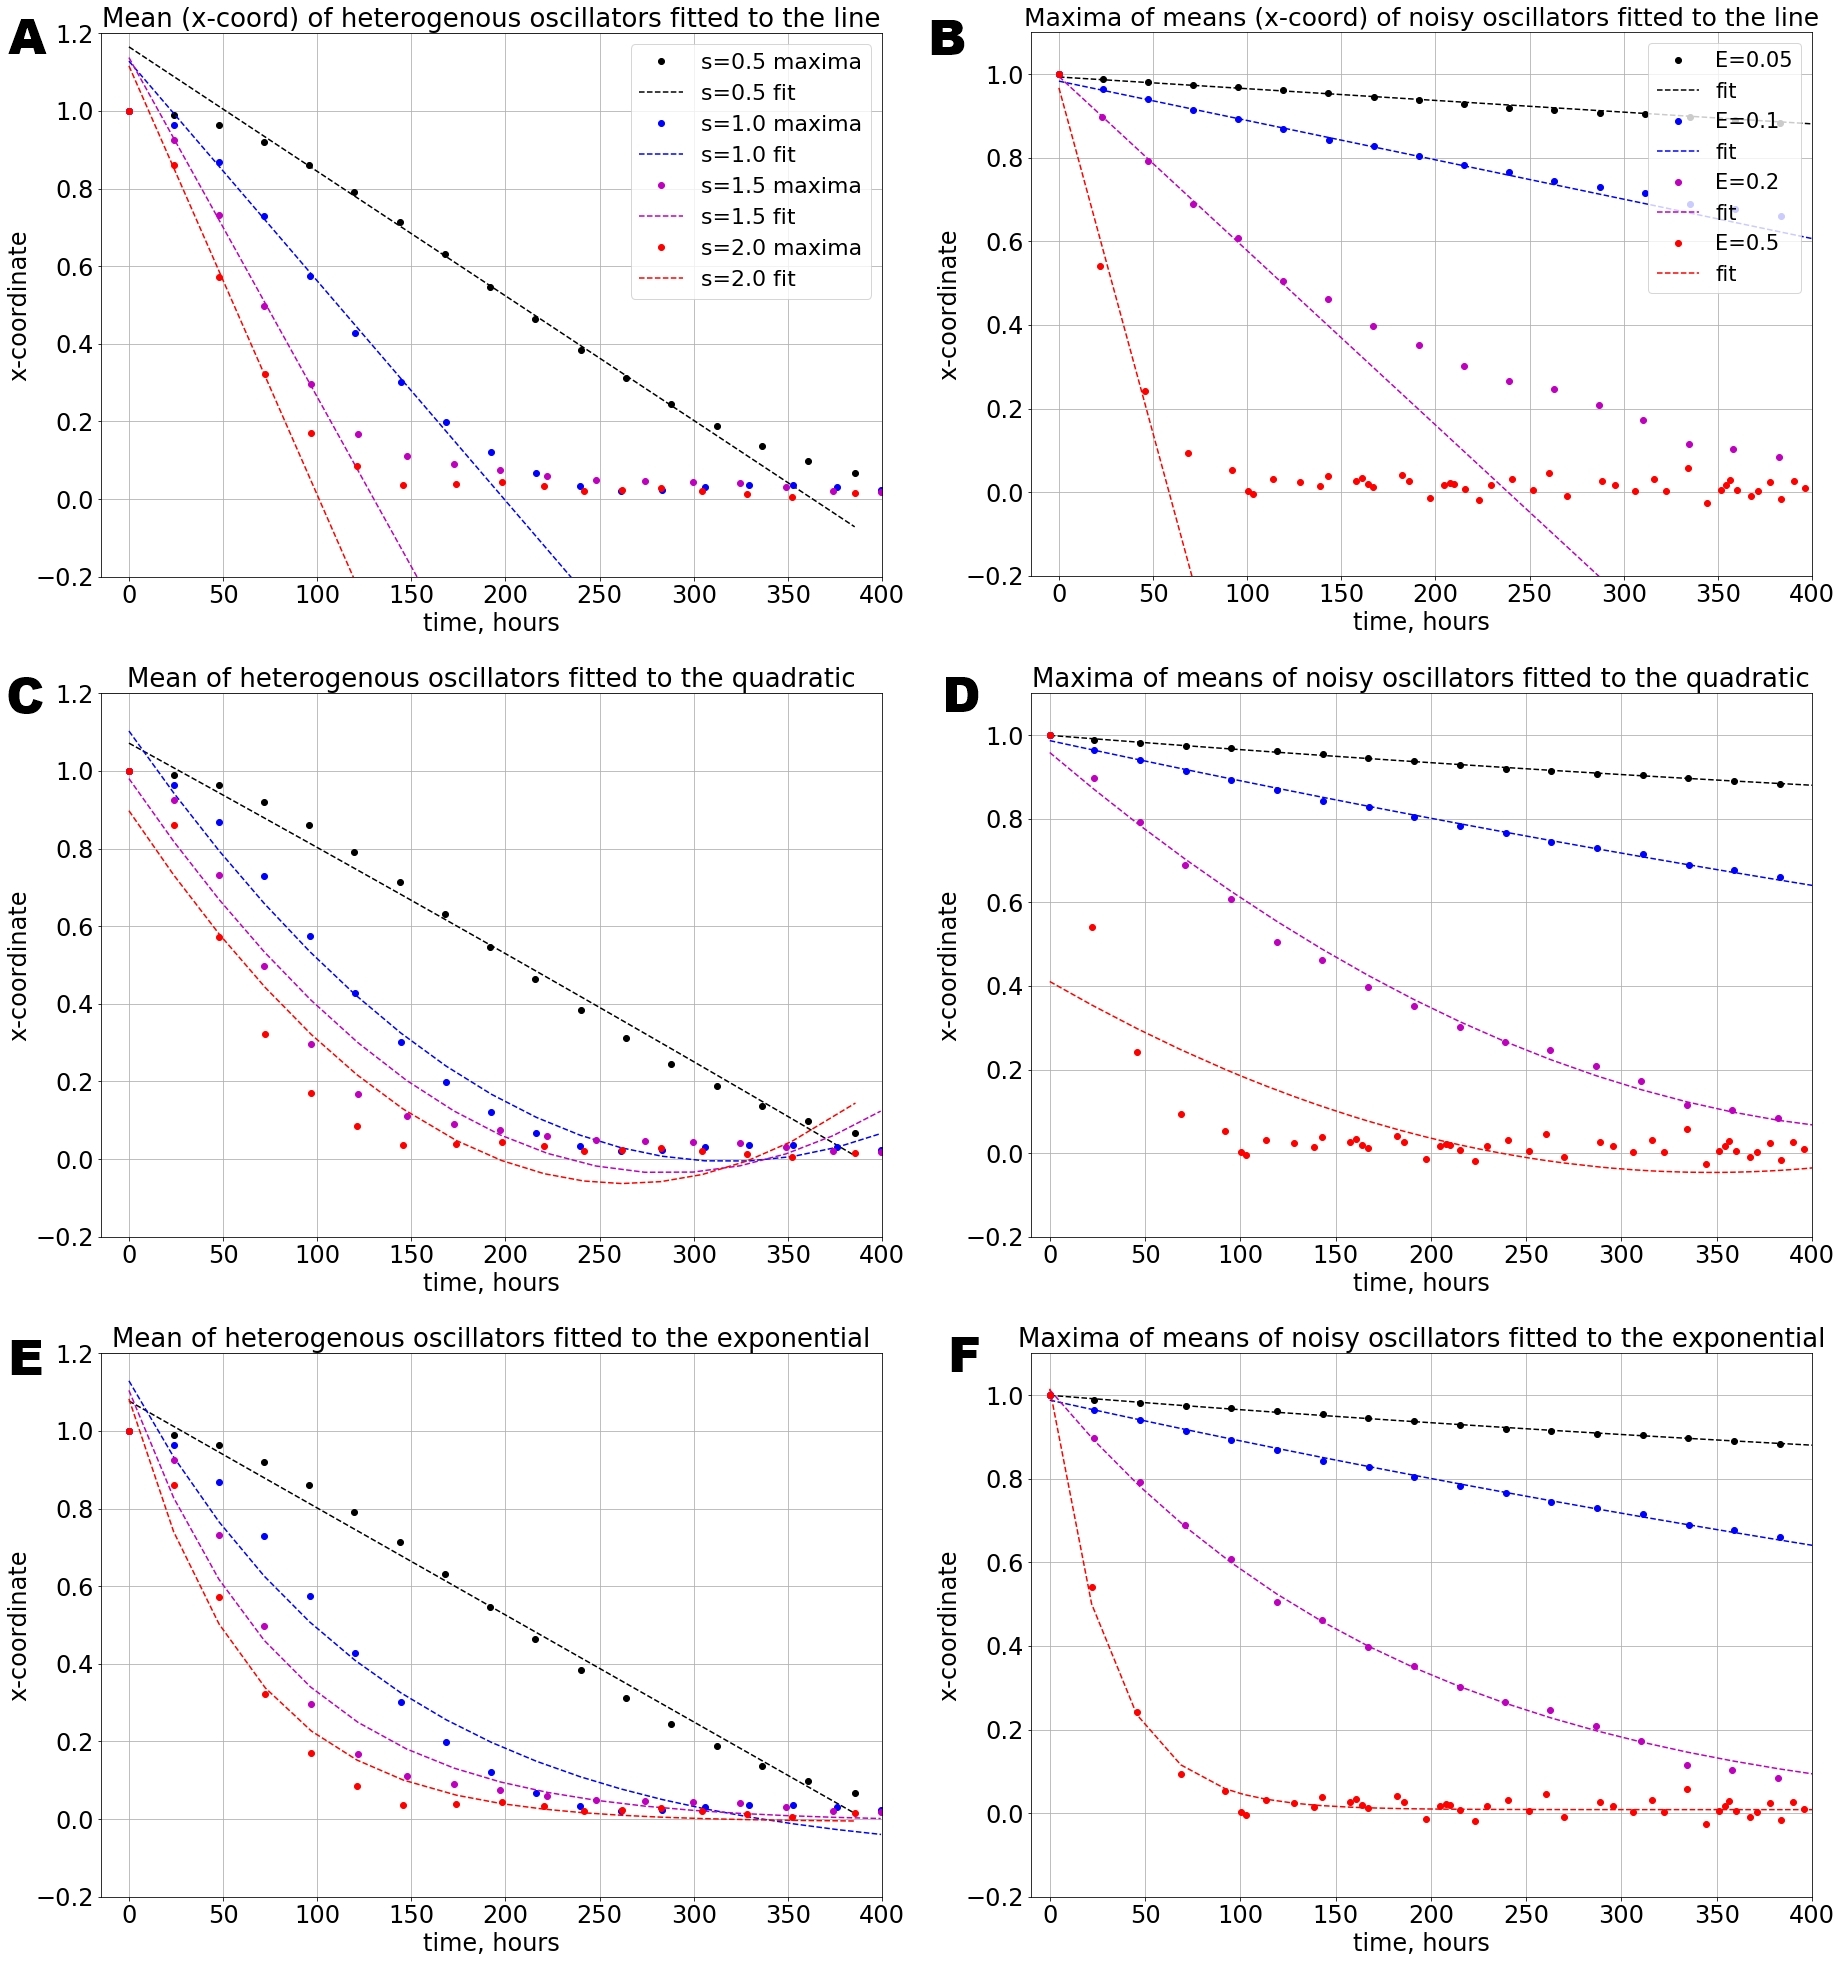 A
Mean (x-coord) of heterogenous oscillators fitted to the line
1.2
1.0
0.8
0.6
0.4
0.2
0.0
−0.2
x-coordinate
s=0.5 maxima
s=0.5 fit
s=1.0 maxima
s=1.0 fit
s=1.5 maxima
s=1.5 fit
s=2.0 maxima
s=2.0 fit
0 50 100 150 200 250 300 350 400
time, hours
B
Maxima of means (x-coord) of noisy oscillators fitted to the line
1.0
0.8
0.6
0.4
0.2
0.0
−0.2
x-coordinate
E=0.05
fit
E=0.1
fit
E=0.2
fit
E=0.5
fit
0 50 100 150 200 250 300 350 400
time, hours
C
Mean of heterogenous oscillators fitted to the quadratic
1.2
1.0
0.8
0.6
0.4
0.2
0.0
−0.2
x-coordinate
0 50 100 150 200 250 300 350 400
time, hours
D
Maxima of means of noisy oscillators fitted to the quadratic
1.0
0.8
0.6
0.4
0.2
0.0
−0.2
x-coordinate
0 50 100 150 200 250 300 350 400
time, hours
E
Mean of heterogenous oscillators fitted to the exponential
1.2
1.0
0.8
0.6
0.4
0.2
0.0
−0.2
x-coordinate
0 50 100 150 200 250 300 350 400
time, hours
F
Maxima of means of noisy oscillators fitted to the exponential
1.0
0.8
0.6
0.4
0.2
0.0
−0.2
x-coordinate
0 50 100 150 200 250 300 350 400
time, hours